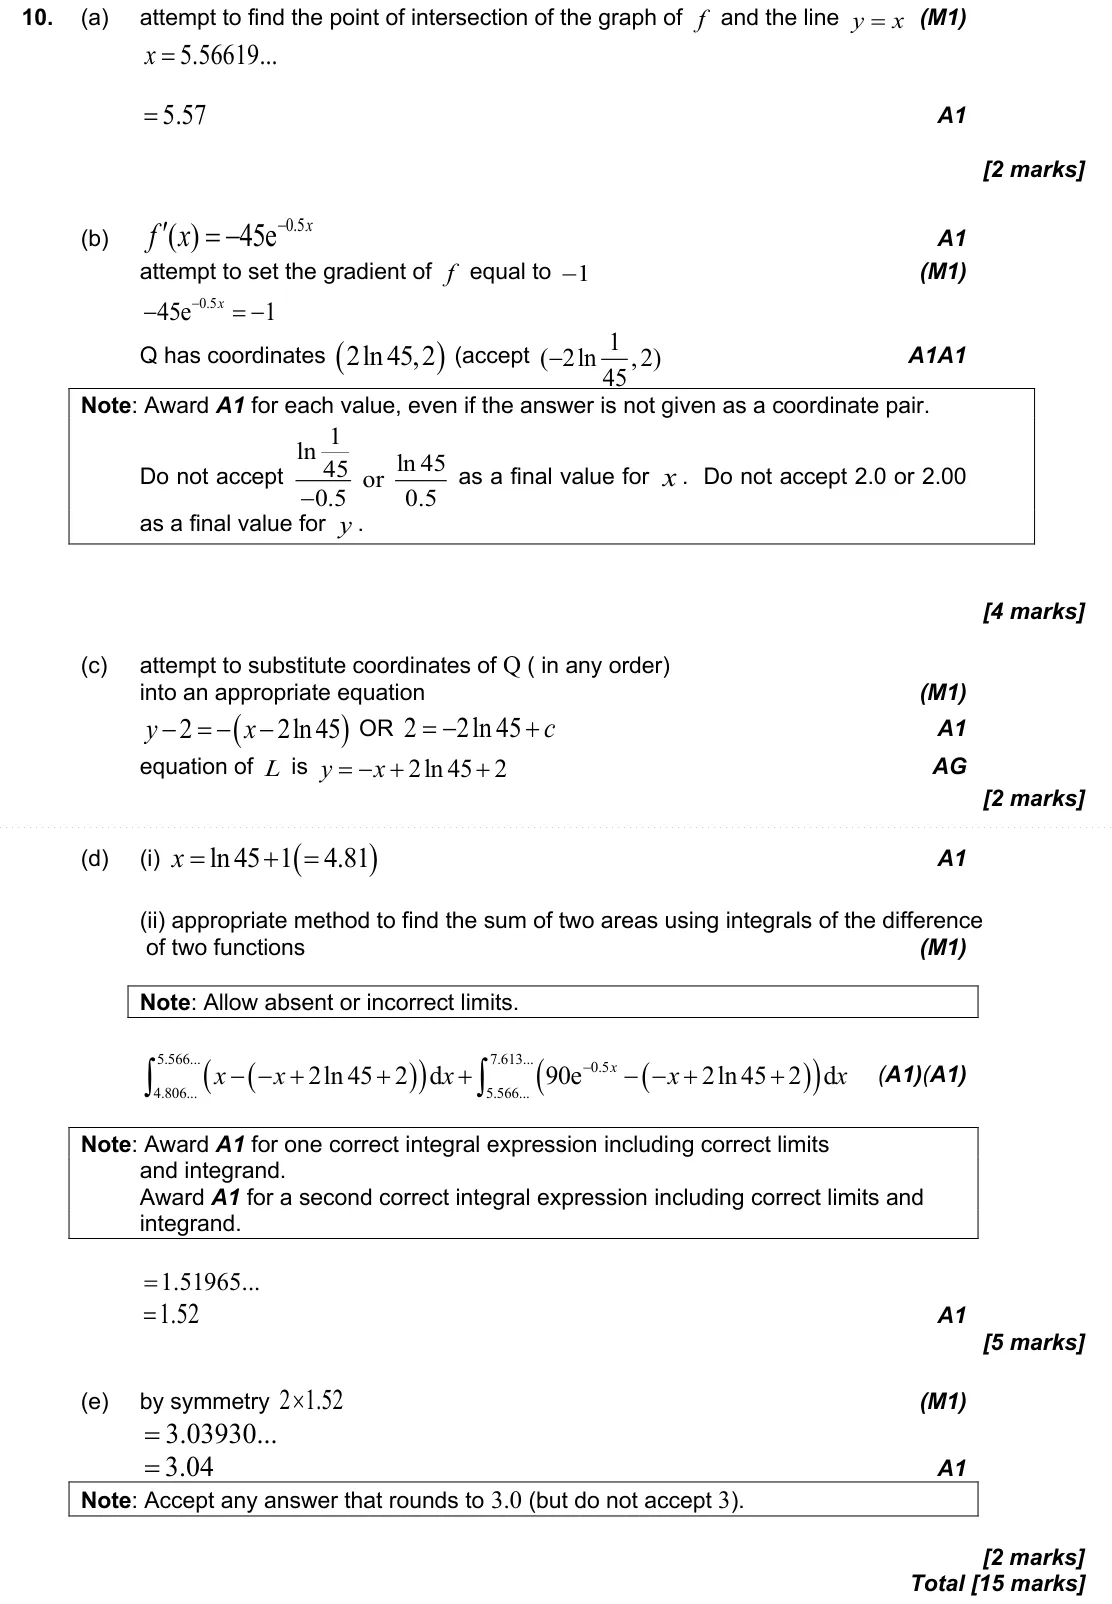 10. (a) attempt to find the point of intersection of the graph of f and the line y = x (M1)
x = 5.56619...
= 5.57 A1
[2 marks]
(b) f′(x) = −45e^{−0.5x} A1
attempt to set the gradient of f equal to −1 (M1)
−45e^{−0.5x} = −1
Q has coordinates (2 ln 45, 2) (accept (−2 ln \frac{1}{45}, 2) A1A1
Note: Award A1 for each value, even if the answer is not given as a coordinate pair.
Do not accept \frac{ln \frac{1}{45}}{−0.5} or \frac{ln 45}{0.5} as a final value for x . Do not accept 2.0 or 2.00
as a final value for y .
[4 marks]
(c) attempt to substitute coordinates of Q ( in any order)
into an appropriate equation (M1)
y − 2 = −(x − 2 ln 45) OR 2 = −2 ln 45 + c A1
equation of L is y = −x + 2 ln 45 + 2 AG
[2 marks]
(d) (i) x = ln 45 + 1(= 4.81) A1
(ii) appropriate method to find the sum of two areas using integrals of the difference
of two functions (M1)
Note: Allow absent or incorrect limits.
∫_{4.806...}^{5.566...} (x − (−x + 2 ln 45 + 2)) dx + ∫_{5.566...}^{7.613...} (90e^{−0.5x} − (−x + 2 ln 45 + 2)) dx (A1)(A1)
Note: Award A1 for one correct integral expression including correct limits
and integrand.
Award A1 for a second correct integral expression including correct limits and
integrand.
= 1.51965...
= 1.52 A1
[5 marks]
(e) by symmetry 2×1.52 (M1)
= 3.03930...
= 3.04 A1
Note: Accept any answer that rounds to 3.0 (but do not accept 3).
[2 marks]
Total [15 marks]